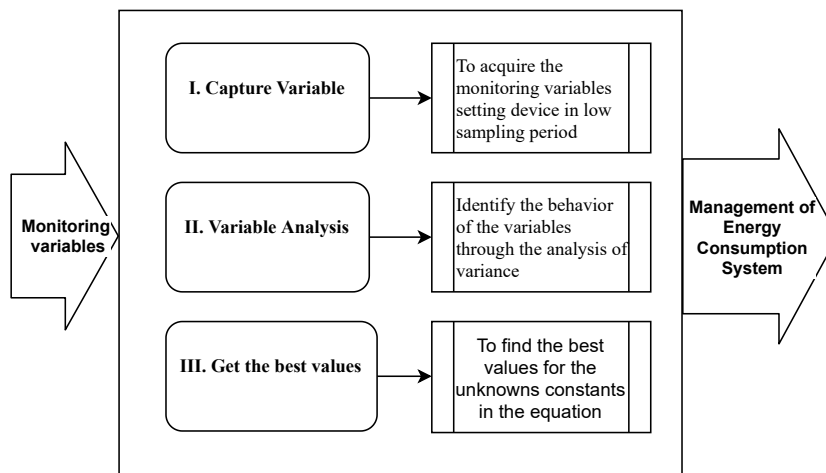 Monitoring
variables
I. Capture Variable
To acquire the
monitoring variables
setting device in low
sampling period
II. Variable Analysis
Identify the behavior
of the variables
through the analysis of
variance
III. Get the best values
To find the best
values for the
unknowns constants
in the equation
Management of
Energy
Consumption
System